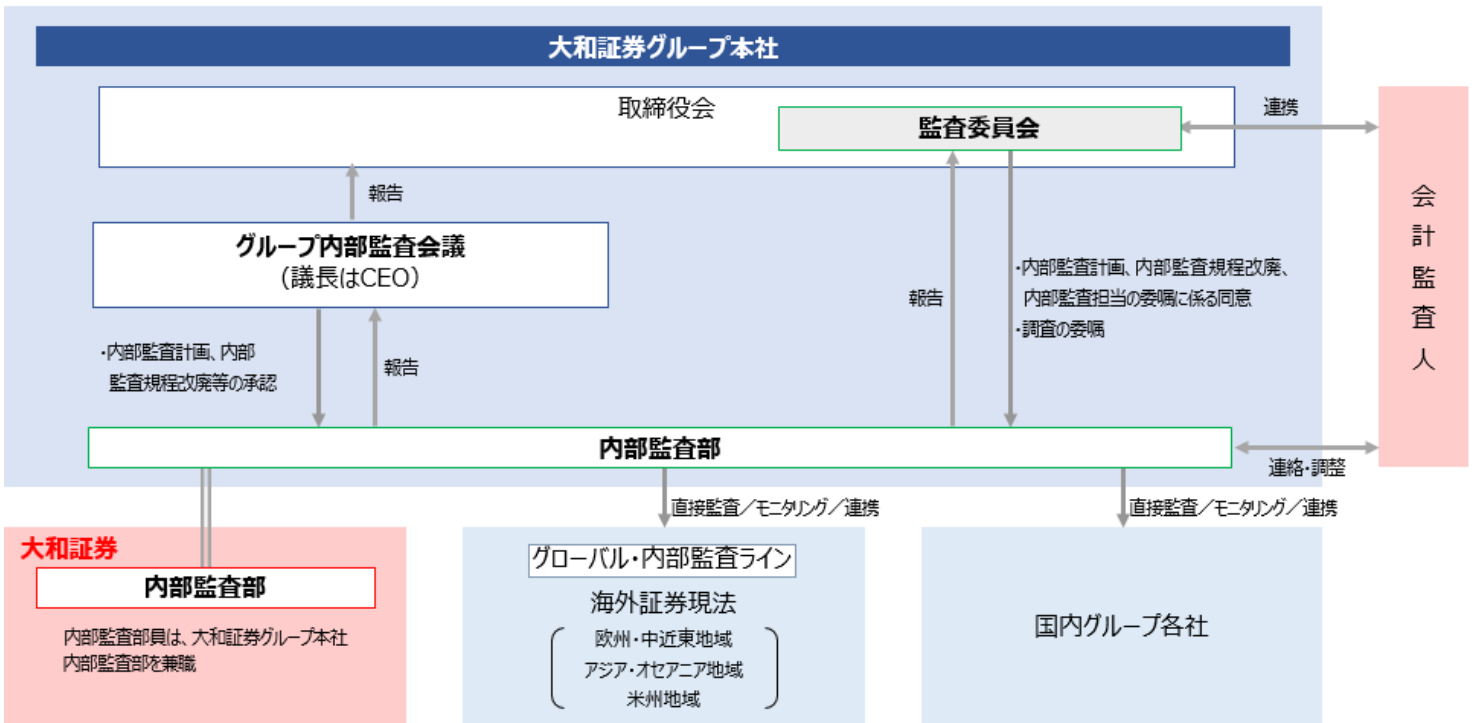 大和証券グループ本社
取締役会
監査委員会
連携
報告
グループ内部監査会議
（議長はCEO）
・内部監査計画、内部
監査規程改廃等の承認
報告
報告
・内部監査計画、内部監査規程改廃、
内部監査担当の委嘱に係る同意
・調査の委嘱
会計監査人
内部監査部
連絡・調整
直接監査／モニタリング／連携
直接監査／モニタリング／連携
大和証券
内部監査部
内部監査部員は、大和証券グループ本社
内部監査部を兼職
グローバル・内部監査ライン
海外証券現法
欧州・中近東地域
アジア・オセアニア地域
米州地域
国内グループ各社